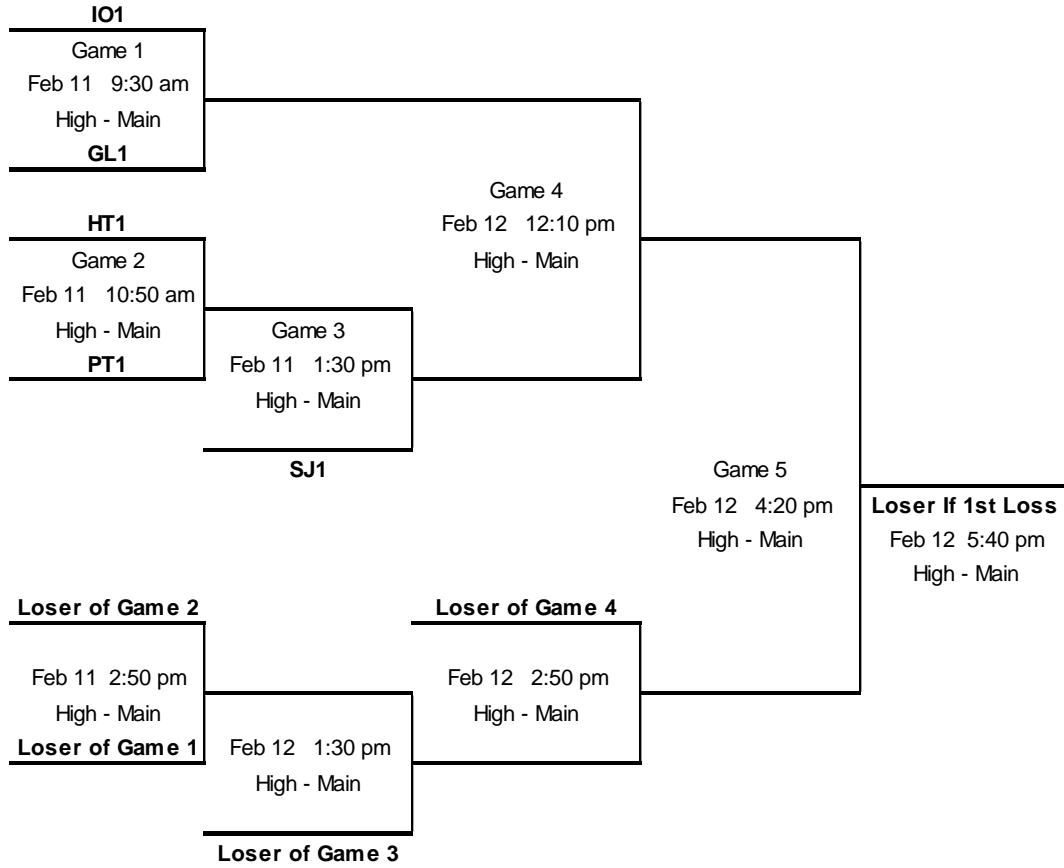 IO1
Game 1
Feb 11 9:30 am
High - Main
GL1
HT1
Game 2
Feb 11 10:50 am
High - Main
PT1
Game 3
Feb 11 1:30 pm
High - Main
SJ1
Game 4
Feb 12 12:10 pm
High - Main
Game 5
Feb 12 4:20 pm
High - Main
Loser If 1st Loss
Feb 12 5:40 pm
High - Main
Loser of Game 2
Feb 11 2:50 pm
High - Main
Loser of Game 1
Feb 12 1:30 pm
High - Main
Loser of Game 3
Loser of Game 4
Feb 12 2:50 pm
High - Main